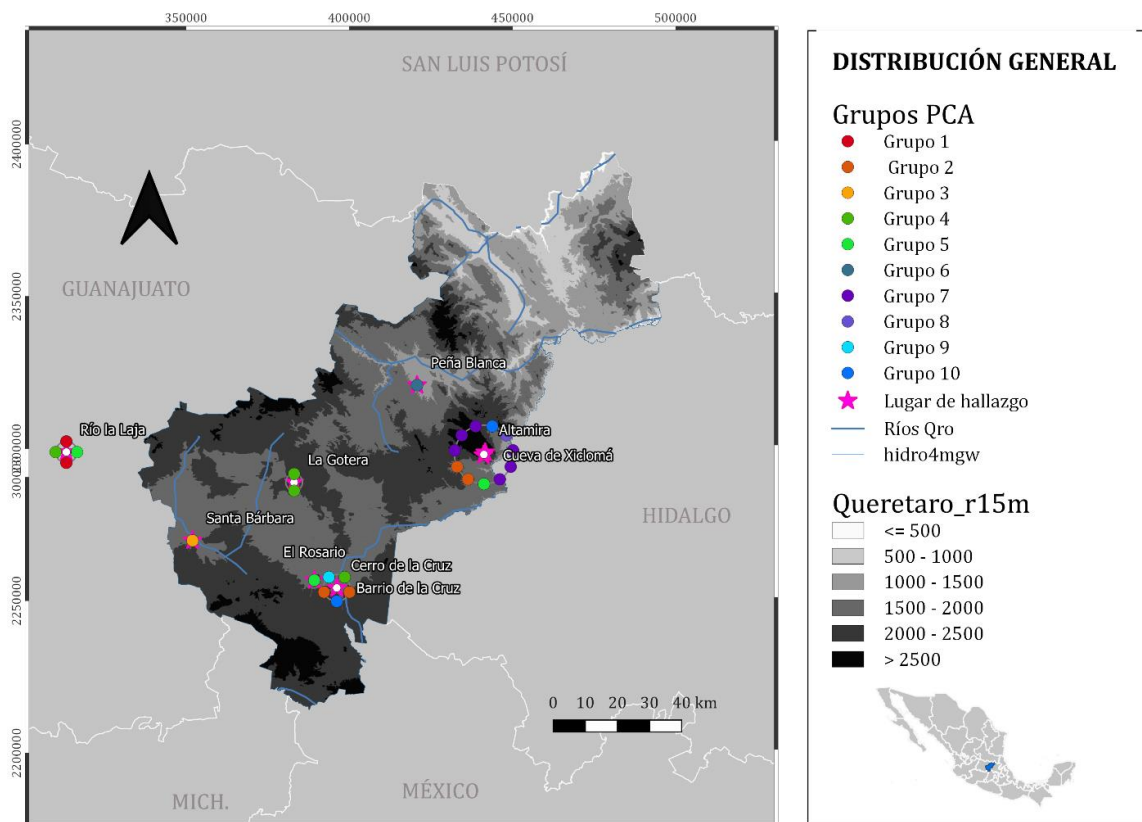 350000
400000
450000
500000
2400000
2350000
3000000
3000000
2250000
2200000
SAN LUIS POTOSÍ
GUANAJUATO
Peña Blanca
Río la Laja
Altamira
La Gotera
Cueva de Xiclomá
Santa Bárbara
HIDALGO
El Rosario
Cerro de la Cruz
Barrio de la Cruz
0 10 20 30 40 km
MÉXICO
MICH.
DISTRIBUCIÓN GENERAL
Grupos PCA
Grupo 1
Grupo 2
Grupo 3
Grupo 4
Grupo 5
Grupo 6
Grupo 7
Grupo 8
Grupo 9
Grupo 10
Lugar de hallazgo
Ríos Qro
hidro4mgw
Queretaro_r15m
<= 500
500 - 1000
1000 - 1500
1500 - 2000
2000 - 2500
> 2500